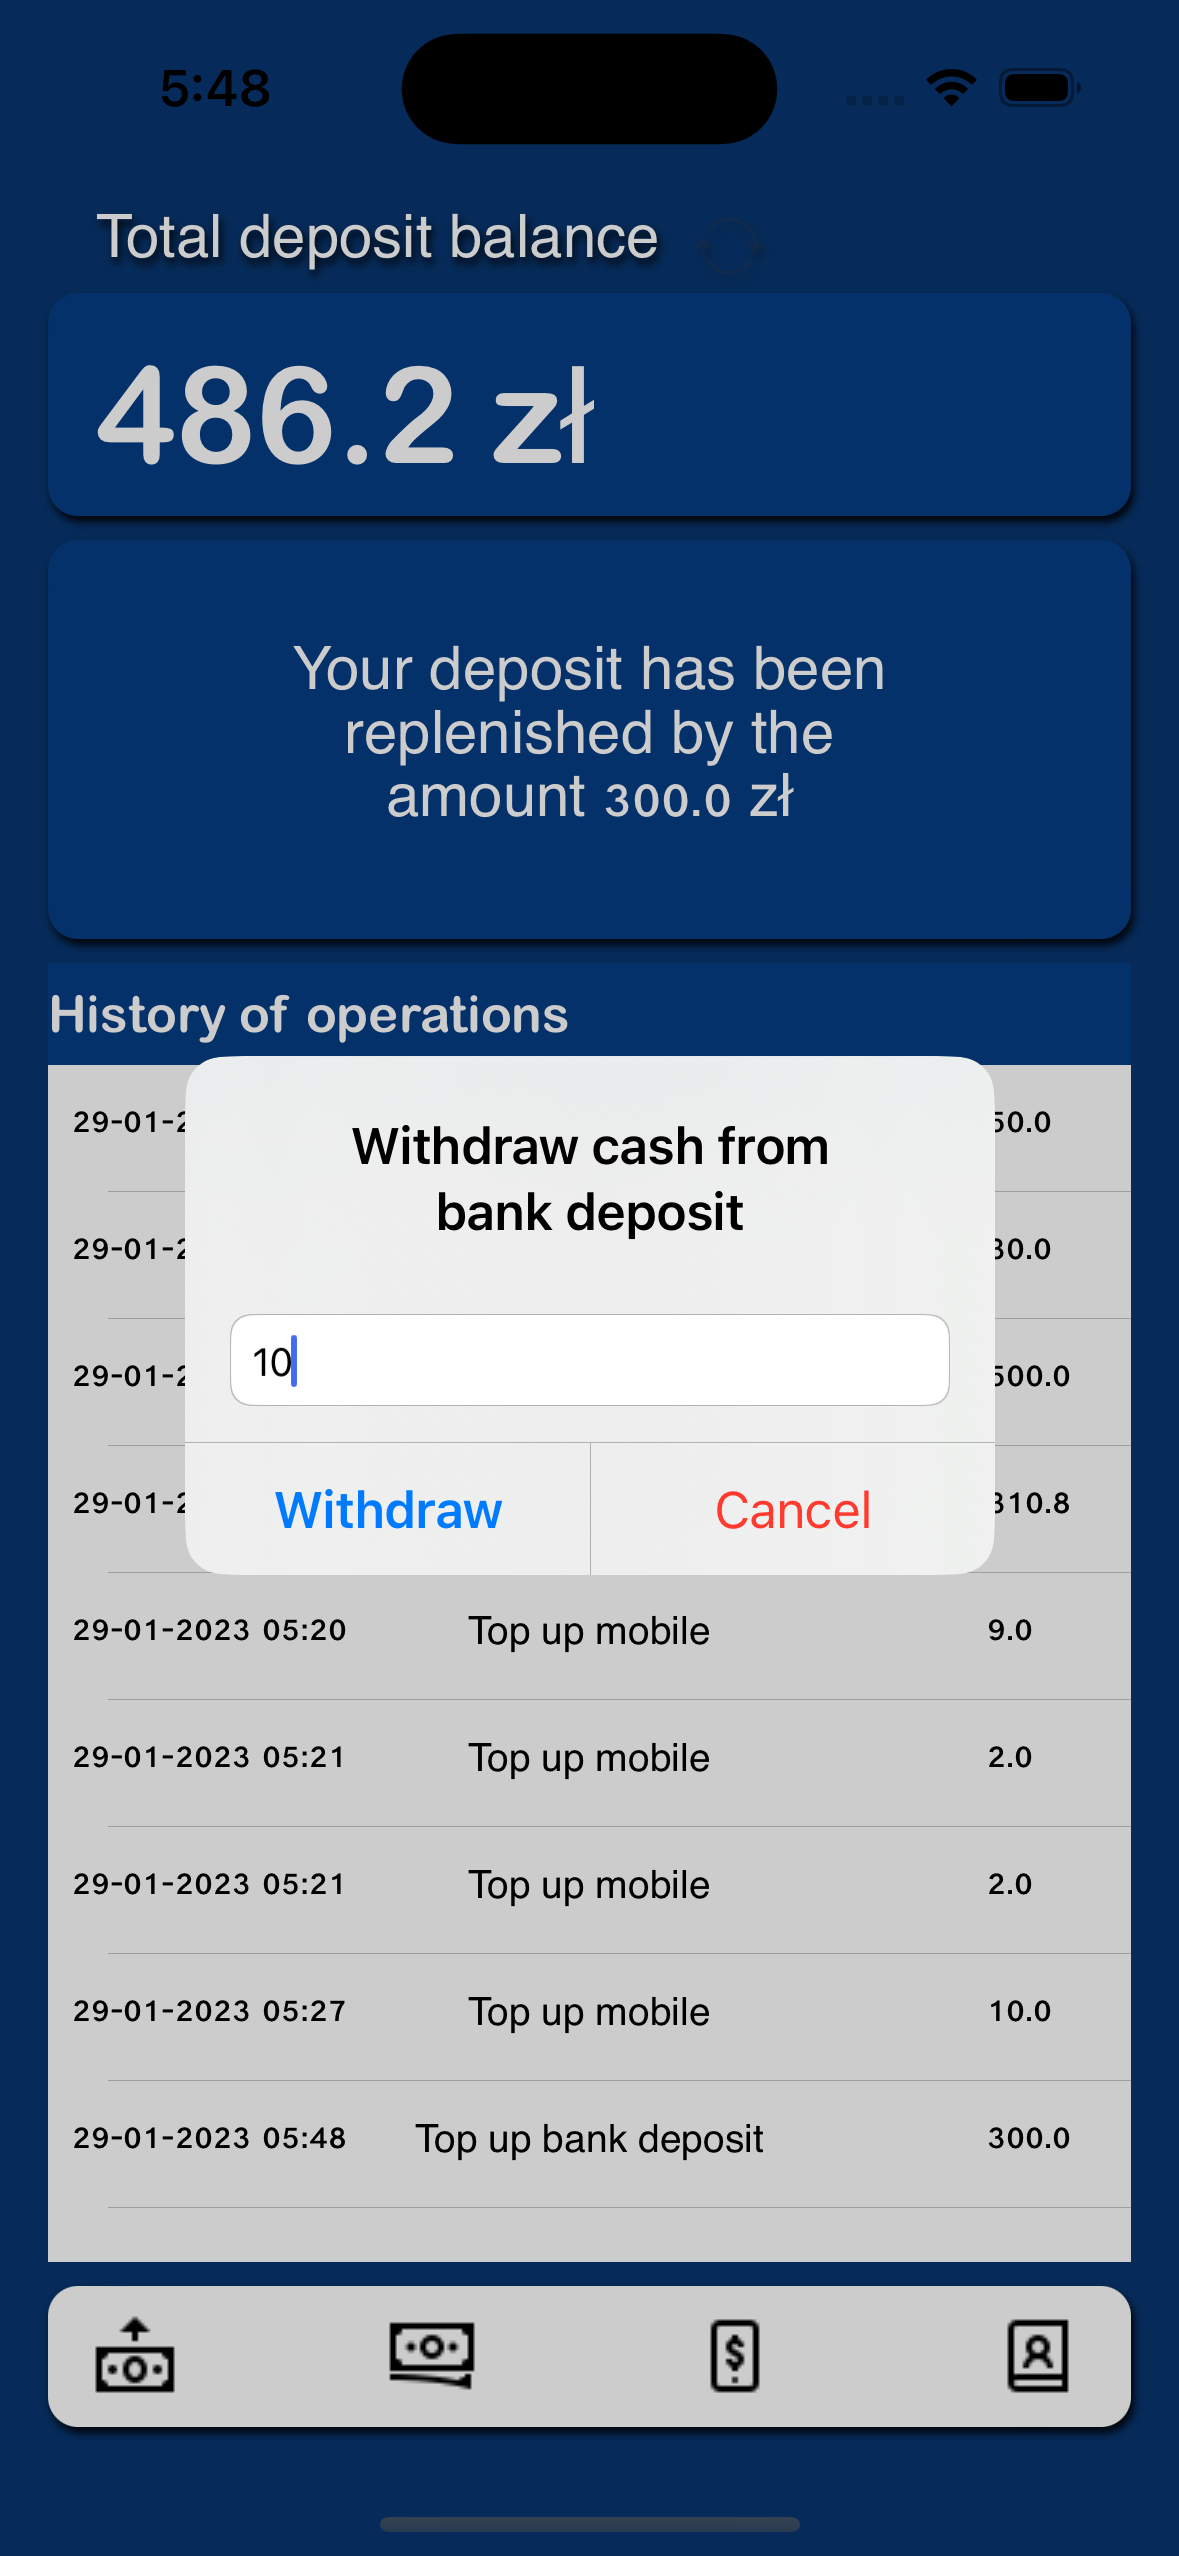 5:48
Total deposit balance
486.2 zł
Your deposit has been
replenished by the
amount 300.0 zł
History of operations
29-01-2 50.0
29-01-2 30.0
29-01-2 500.0
29-01-2 310.8
Withdraw cash from
bank deposit
10
Withdraw Cancel
29-01-2023 05:20 Top up mobile 9.0
29-01-2023 05:21 Top up mobile 2.0
29-01-2023 05:21 Top up mobile 2.0
29-01-2023 05:27 Top up mobile 10.0
29-01-2023 05:48 Top up bank deposit 300.0